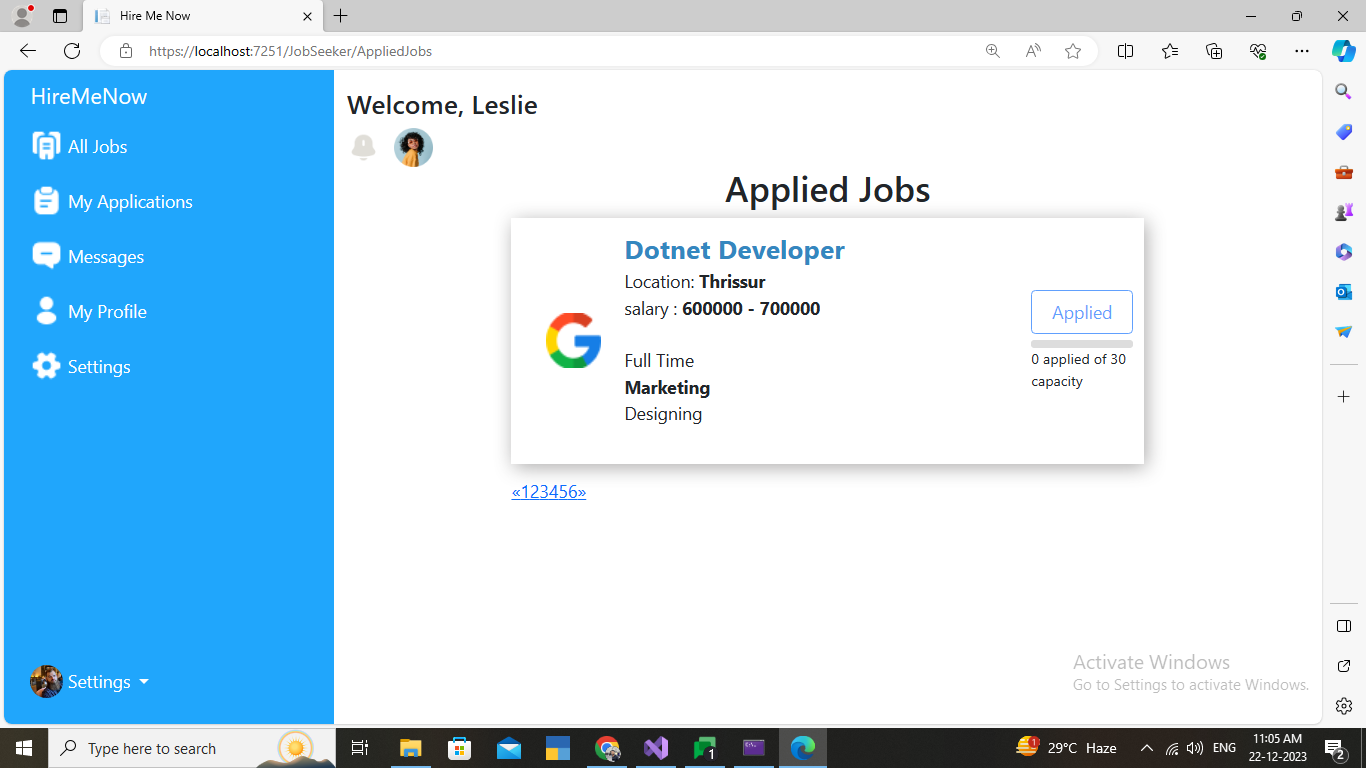 Hire Me Now
https://localhost:7251/JobSeeker/AppliedJobs
HireMeNow
All Jobs
My Applications
Messages
My Profile
Settings
Settings
Welcome, Leslie
Applied Jobs
Dotnet Developer
Location: Thrissur
salary : 600000 - 700000
Full Time
Marketing
Designing
Applied
0 applied of 30
capacity
«123456»
Activate Windows
Go to Settings to activate Windows.
Type here to search
1
1
29°C Haze
ENG
11:05 AM
22-12-2023
2